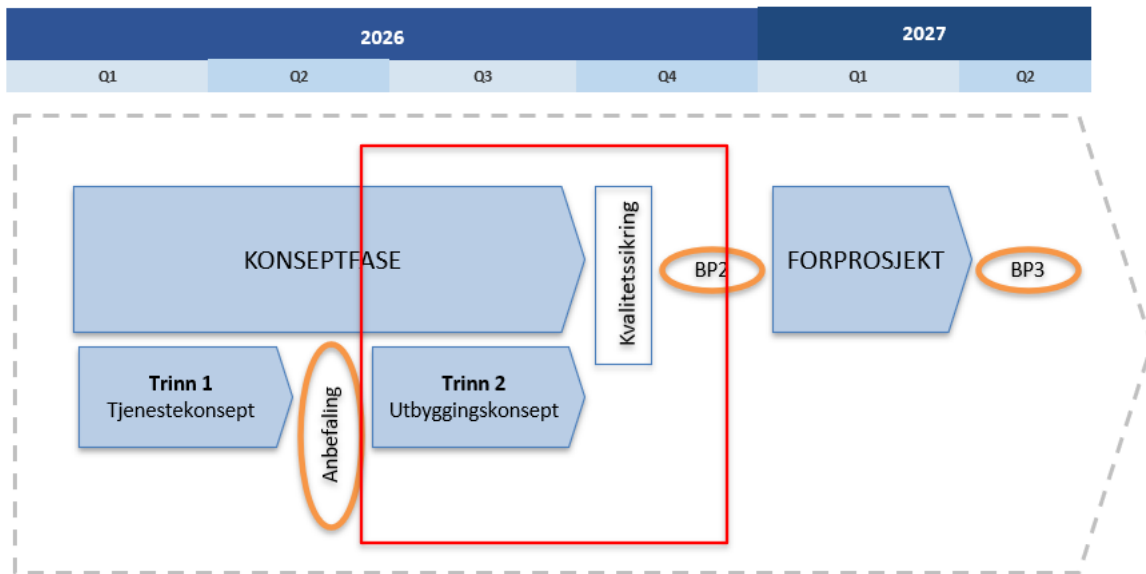 2026
2027
Q1
Q2
Q3
Q4
Q1
Q2
KONSEPTFASE
Kvalitetssikring
BP2
FORPROSJEKT
BP3
Trinn 1
Tjenestekonsept
Anbefaling
Trinn 2
Utbyggingskonsept